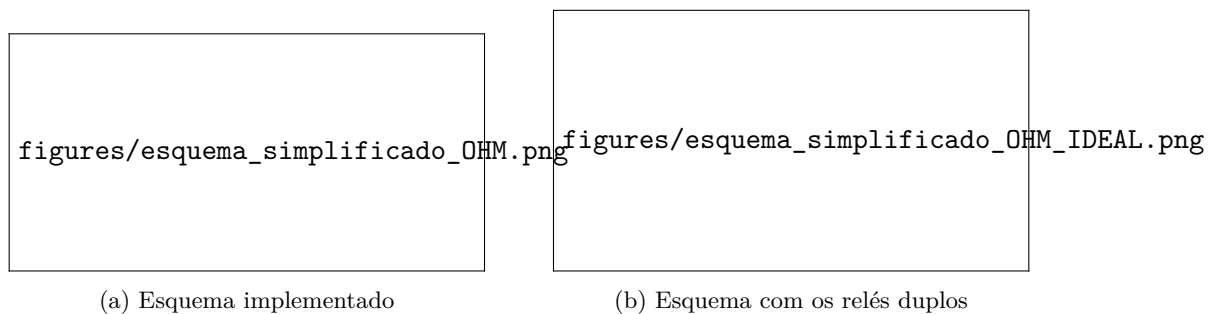 figures/esquema_simplificado_OHM.png
figures/esquema_simplificado_OHM_IDEAL.png
(a) Esquema implementado
(b) Esquema com os relés duplos